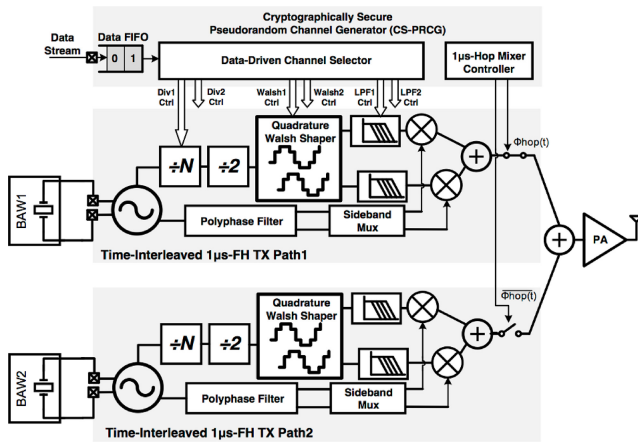 Cryptographically Secure
Pseudorandom Channel Generator (CS-PRCG)
Data
Stream
Data FIFO
0 1
Data-Driven Channel Selector
1µs-Hop Mixer
Controller
Div1
Ctrl
Div2
Ctrl
Walsh1
Ctrl
Walsh2
Ctrl
LPF1
Ctrl
LPF2
Ctrl
Quadrature
Walsh Shaper
÷N
÷2
Φhop(t)
BAW1
Polyphase Filter
Sideband
Mux
Time-Interleaved 1µs-FH TX Path1
PA
Quadrature
Walsh Shaper
Φhop(t)
÷N
÷2
BAW2
Polyphase Filter
Sideband
Mux
Time-Interleaved 1µs-FH TX Path2